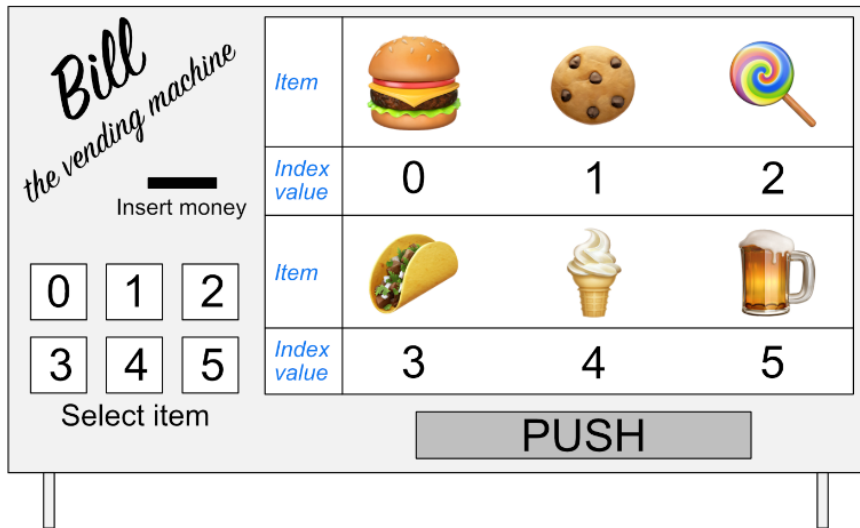 Bill
the vending machine
Insert money
0 1 2
3 4 5
Select item
Item
Index
value
0 1 2
Item
Index
value
3 4 5
PUSH